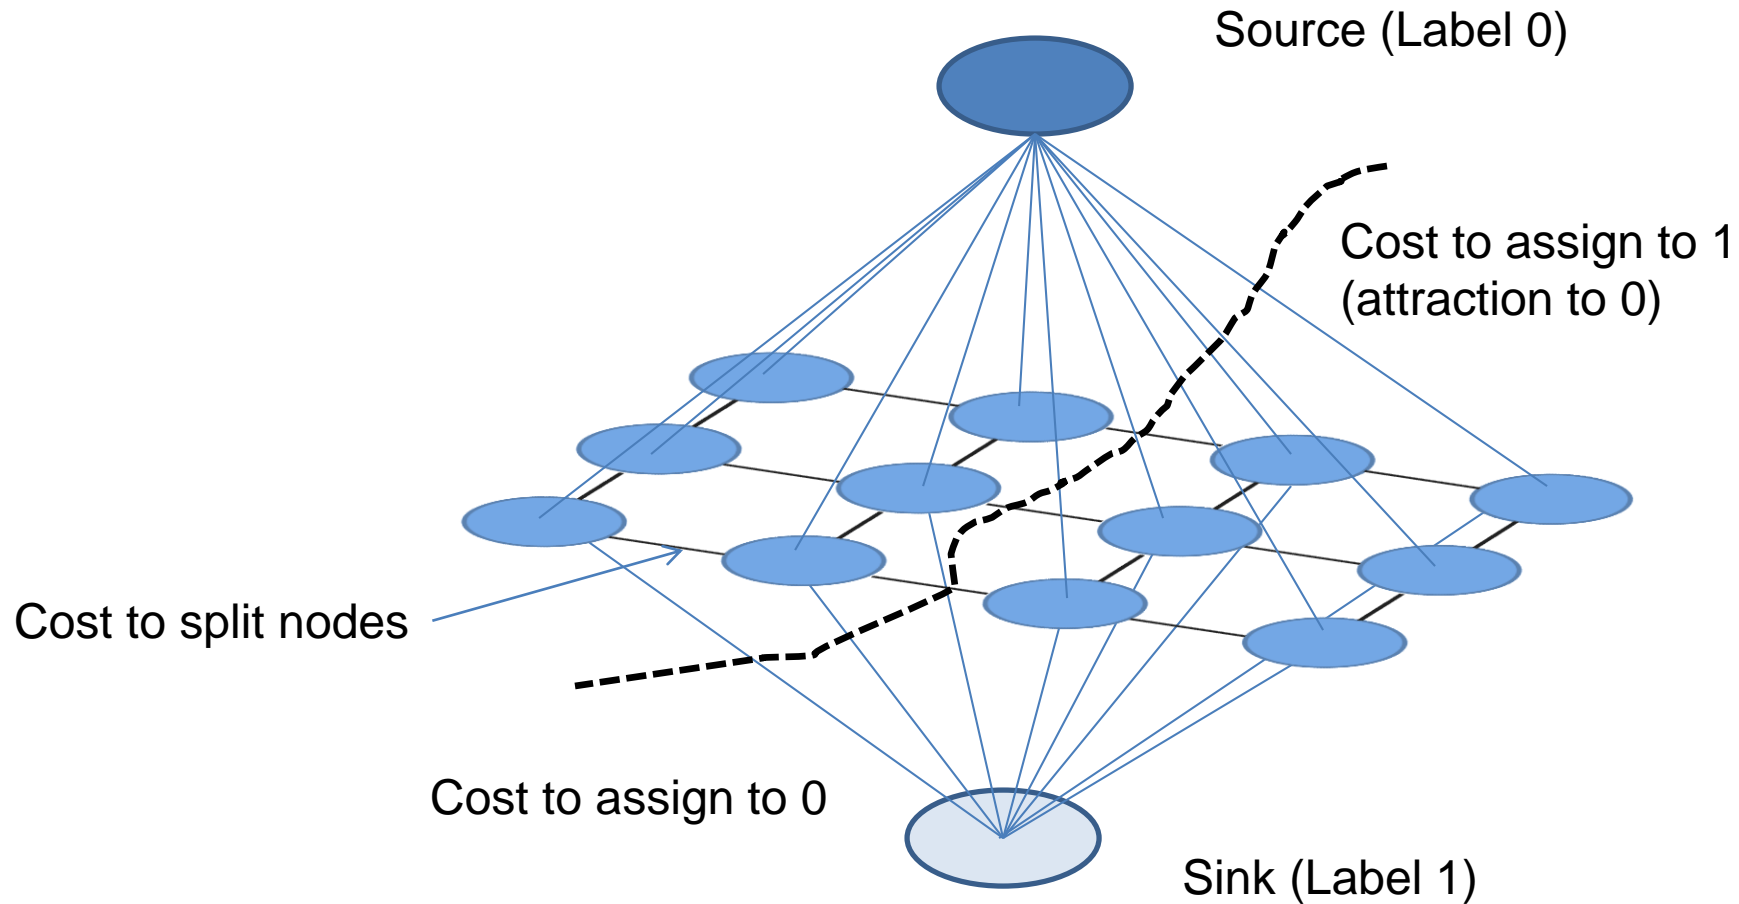 Source (Label 0)
Cost to assign to 1
(attraction to 0)
Cost to split nodes
Cost to assign to 0
Sink (Label 1)